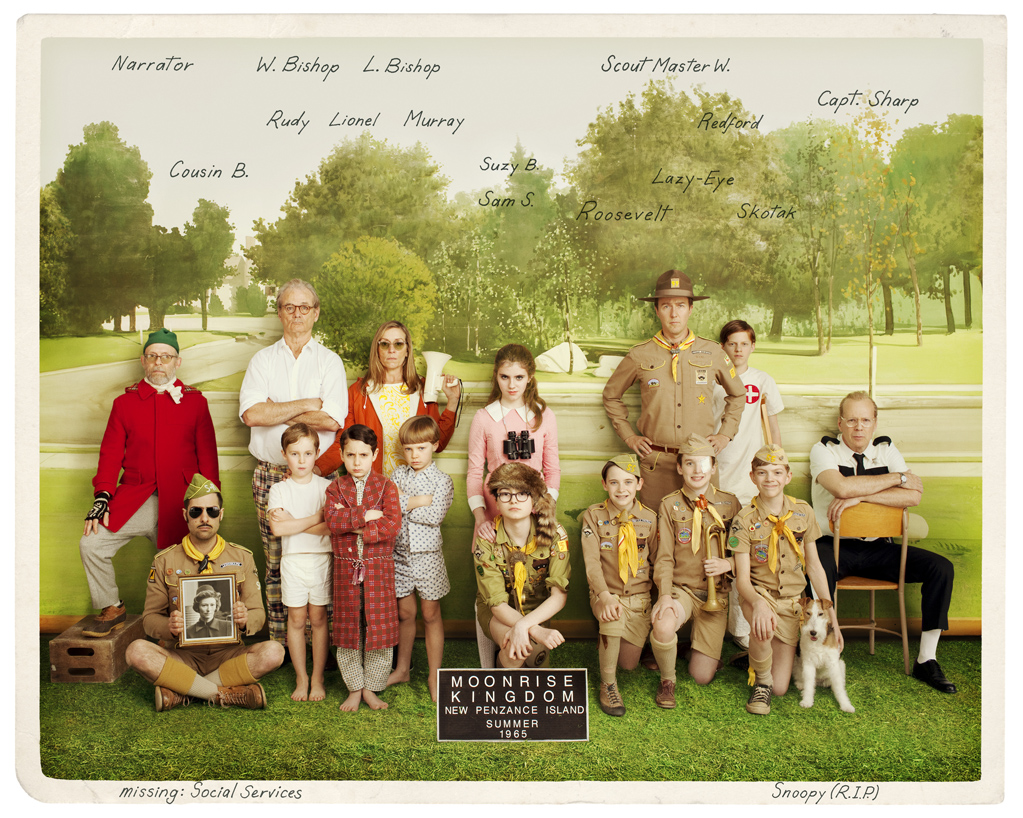 Narrator W. Bishop L. Bishop Scout Master W.
Capt. Sharp
Rudy Lionel Murray Redford
Cousin B. Suzy B. Lazy-Eye
Sam S. Roosevelt Skotak
MOONRISE
KINGDOM
NEW PENZANCE ISLAND
SUMMER
1965
missing: Social Services Snoopy (R.I.P.)